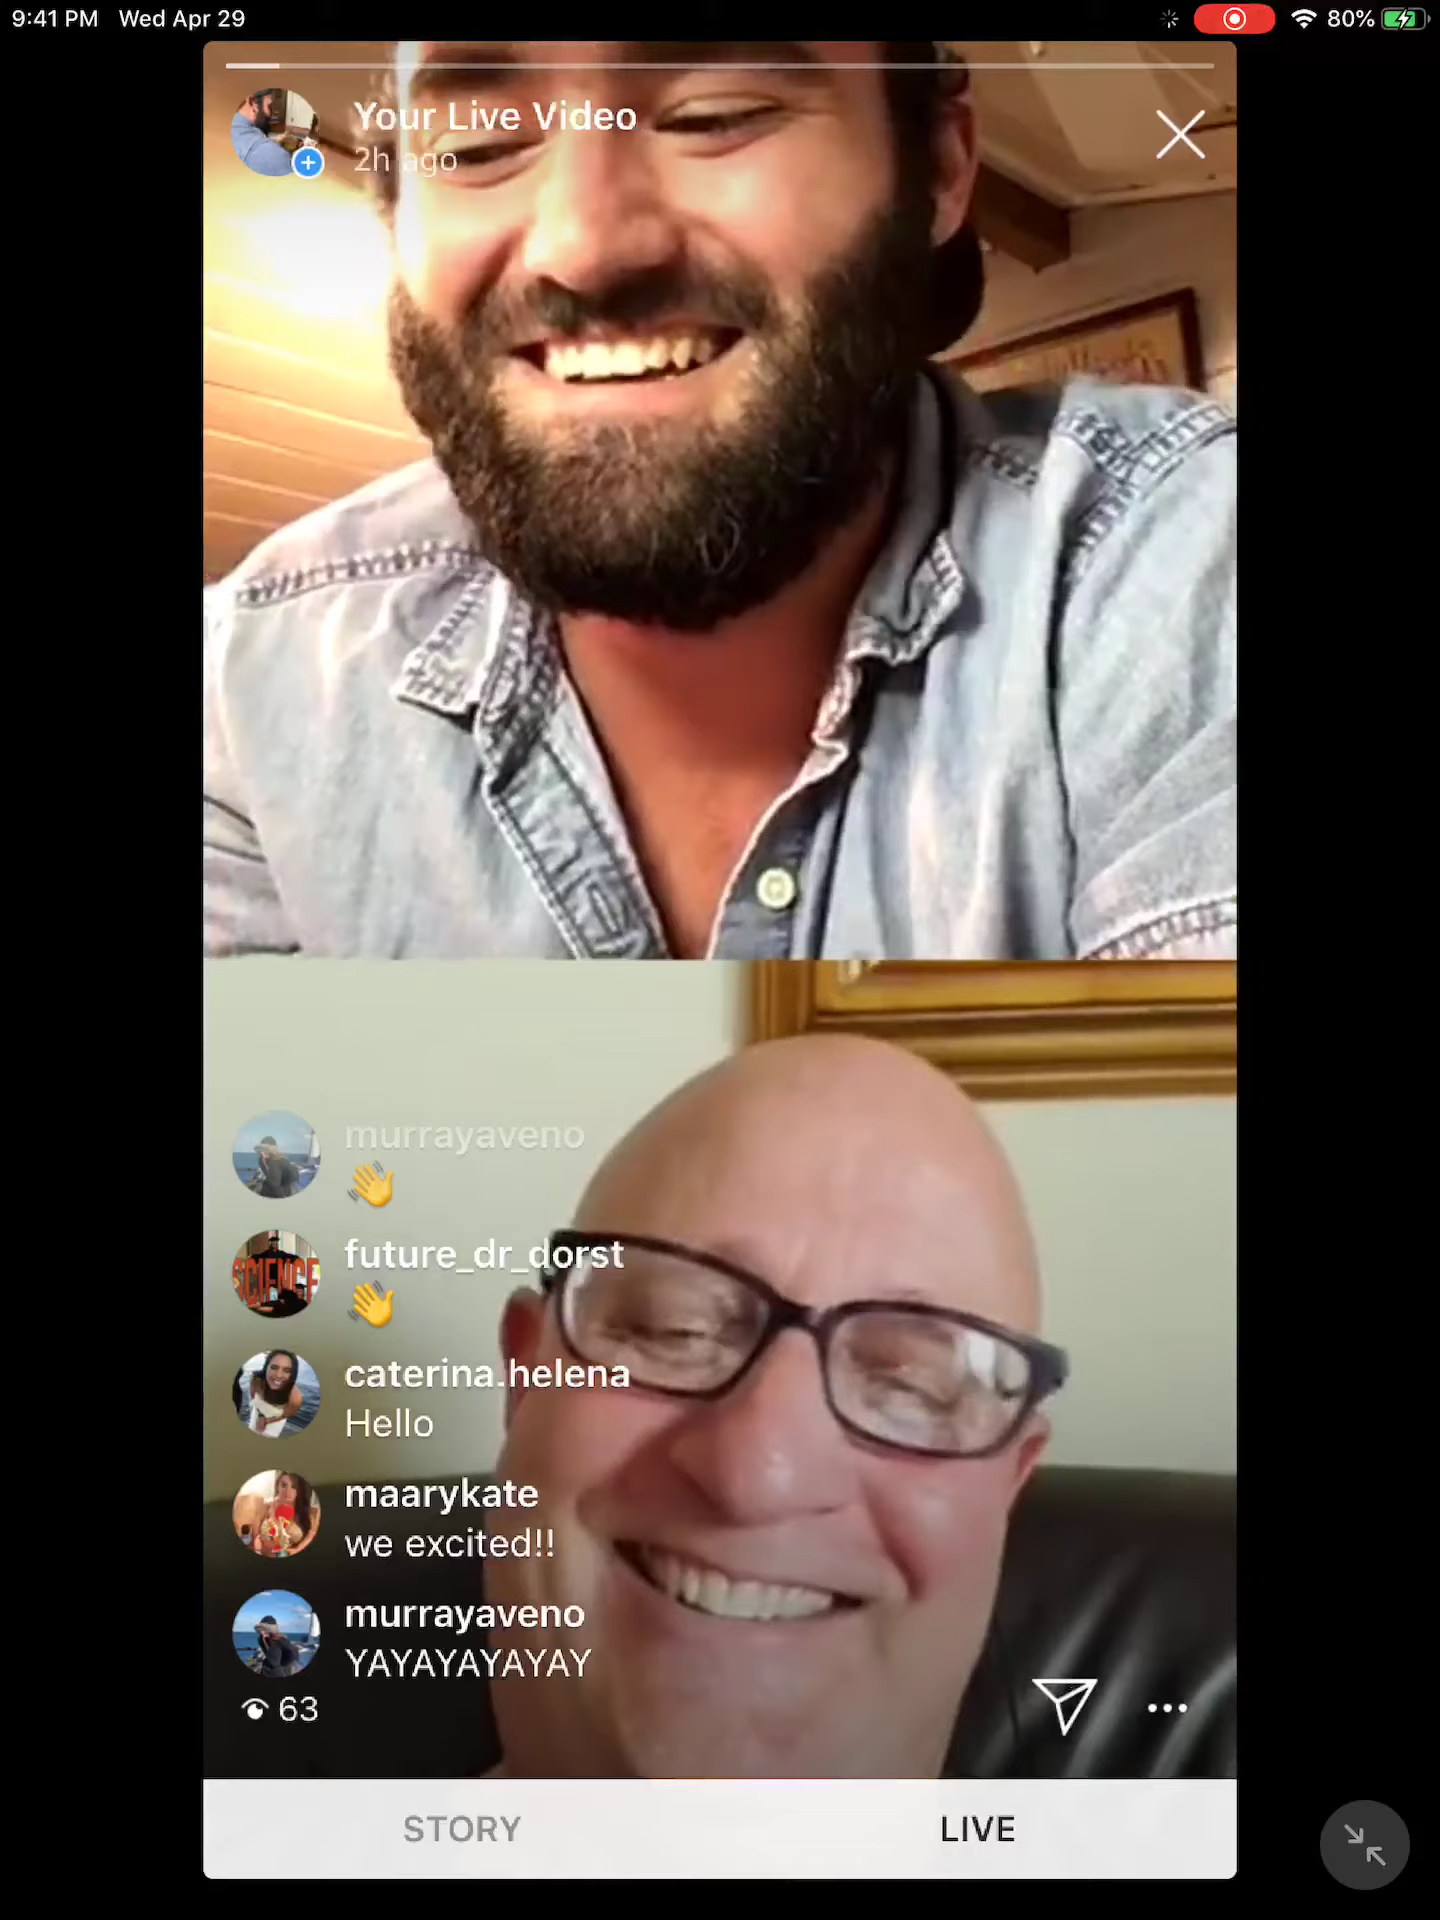 9:41 PM Wed Apr 29
80%
Your Live Video
2h ago
murrayaveno
👋
future_dr_dorst
👋
SCIENCE
caterina.helena
Hello
maarykate
we excited!!
murrayaveno
YAYAYAYAYAY
63
STORY
LIVE